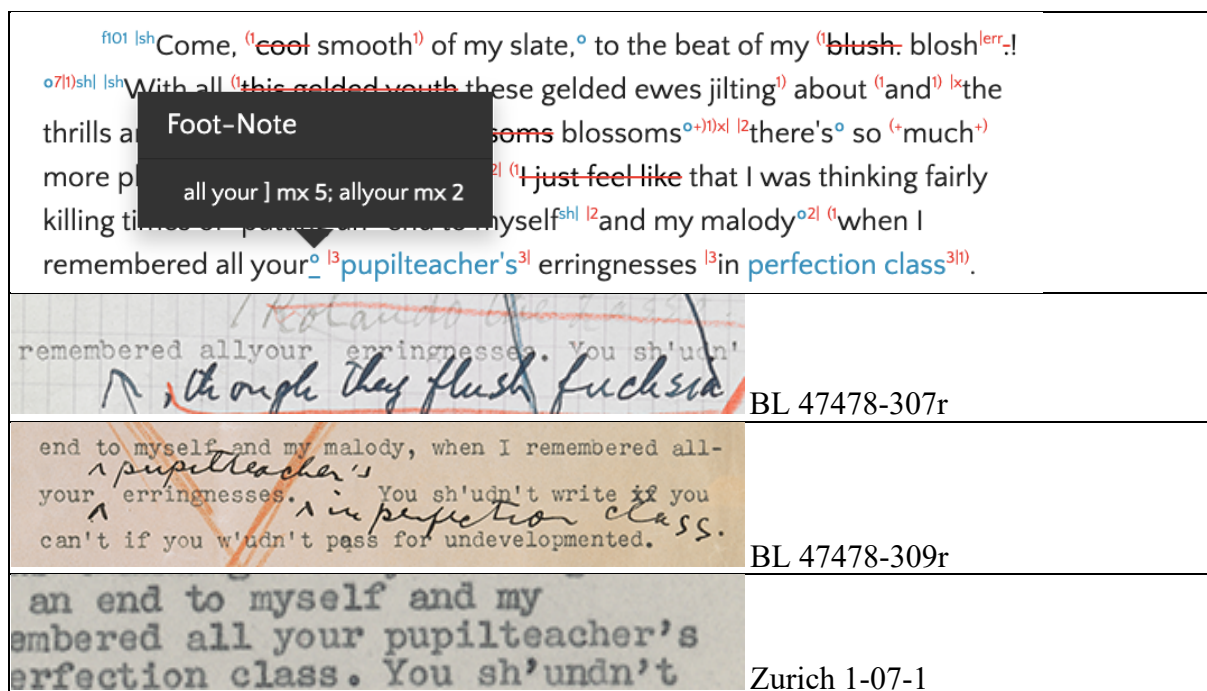 f101 |shCome, (1cool smooth1) of my slate,o to the beat of my (1blush. blosh|err.!
o7|1)sh| |shWith all (1this gelded youth these gelded ewes jilting1) about (1and1) |xthe
thrills a soms blossomso+)1)x| |2there'so so (+much+)
Foot-Note
more pl 2| (1I just feel like that I was thinking fairly
all your ] mx 5; allyour mx 2
killing ti myselfsh| |2and my malodyo2| (1when I
remembered all youro |3pupilteacher's3| erringnesses |3in perfection class3|1).
remembered allyour erringnesses. You sh'udn'
, though they flush fuchsia
BL 47478-307r
end to myself and my malody, when I remembered all-
pupilteacher's
your erringnesses. You sh'udn't write if you
in perfection class.
can't if you w'udn't pass for undevelopmented.
BL 47478-309r
an end to myself and my
embered all your pupilteacher's
erfection class. You sh'undn't
Zurich 1-07-1